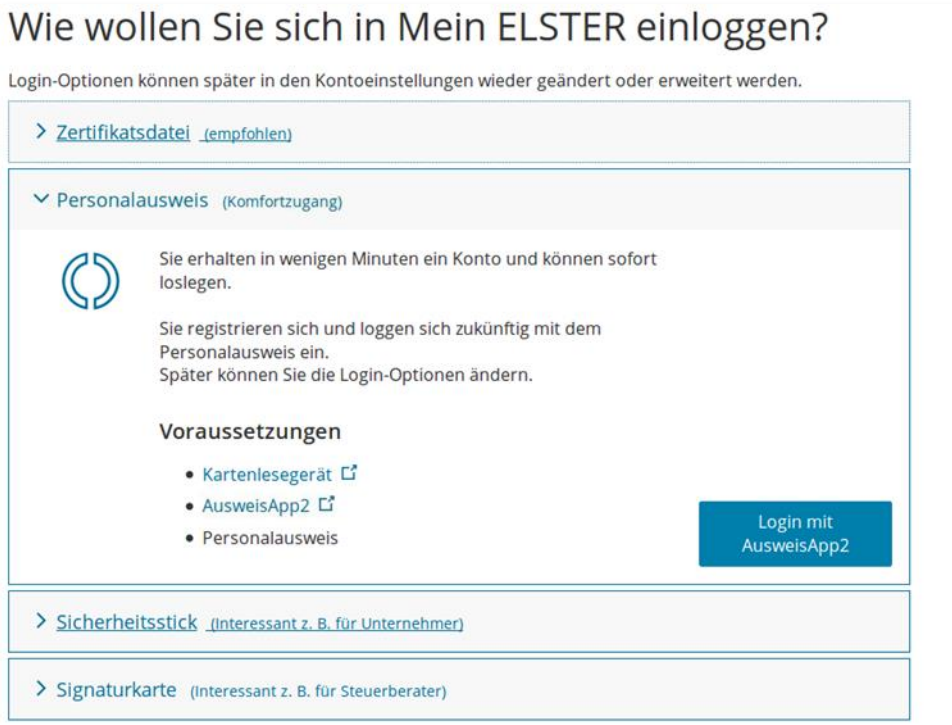 Wie wollen Sie sich in Mein ELSTER einloggen?
Login-Optionen können später in den Kontoeinstellungen wieder geändert oder erweitert werden.
Zertifikatsdatei (empfohlen)
Personalausweis (Komfortzugang)
Sie erhalten in wenigen Minuten ein Konto und können sofort
loslegen.
Sie registrieren sich und loggen sich zukünftig mit dem
Personalausweis ein.
Später können Sie die Login-Optionen ändern.
Voraussetzungen
• Kartenlesegerät
• AusweisApp2
• Personalausweis
Login mit
AusweisApp2
Sicherheitsstick (Interessant z. B. für Unternehmer)
Signaturkarte (Interessant z. B. für Steuerberater)